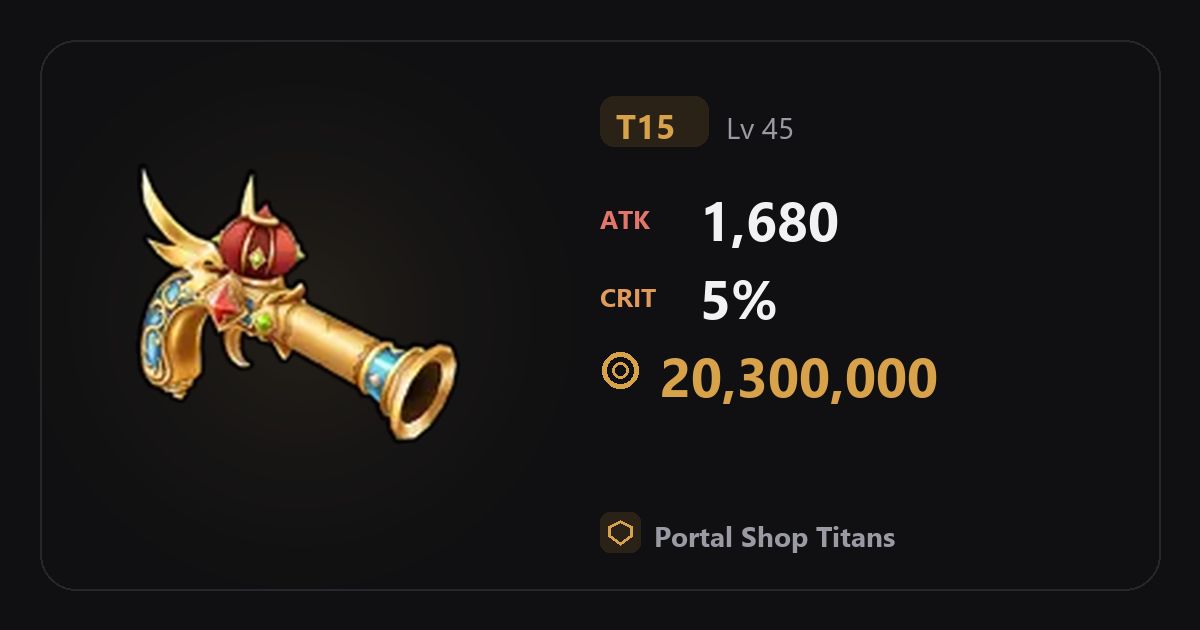 T15 Lv 45
ATK 1,680
CRIT 5%
20,300,000
Portal Shop Titans